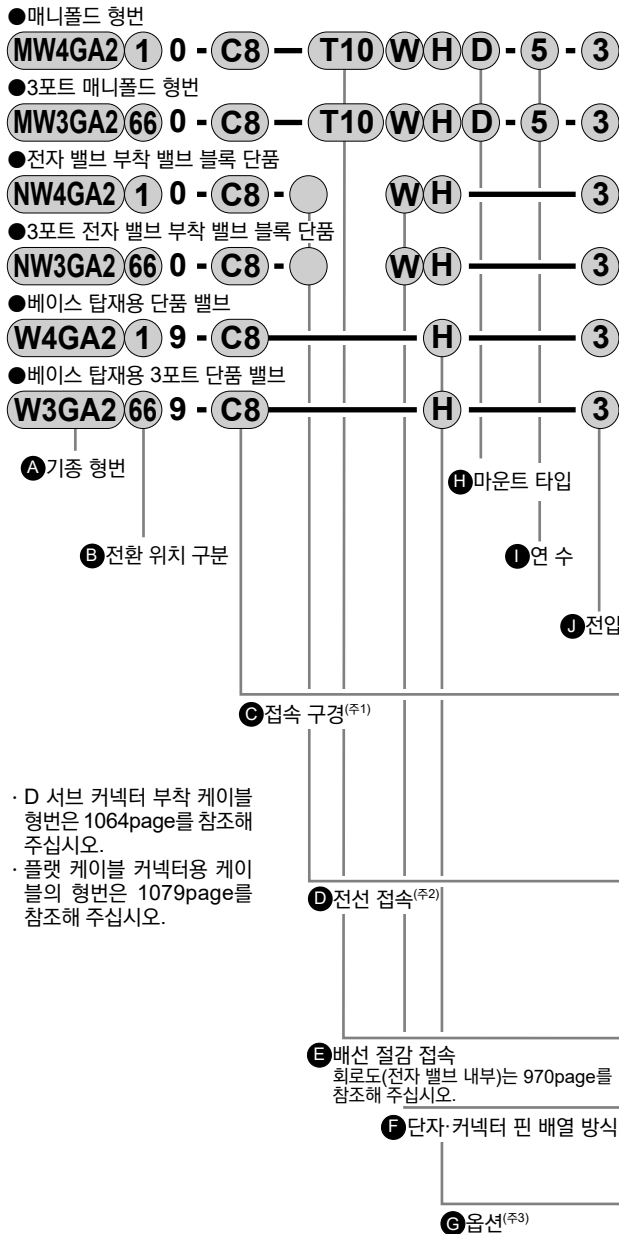 ●매니폴드 형번
MW4GA2 1 0 - C8 — T10 W H D - 5 - 3
●3포트 매니폴드 형번
MW3GA2 66 0 - C8 — T10 W H D - 5 - 3
●전자 밸브 부착 밸브 블록 단품
NW4GA2 1 0 - C8 - W H — 3
●3포트 전자 밸브 부착 밸브 블록 단품
NW3GA2 66 0 - C8 - W H — 3
●베이스 탑재용 단품 밸브
W4GA2 1 9 - C8 — H — 3
●베이스 탑재용 3포트 단품 밸브
W3GA2 66 9 - C8 — H — 3
A 기종 형번
H 마운트 타입
B 전환 위치 구분
I 연 수
J 전압
C 접속 구경(주1)
· D 서브 커넥터 부착 케이블
형번은 1064page를 참조해
주십시오.
· 플랫 케이블 커넥터용 케이
블의 형번은 1079page를
참조해 주십시오.
D 전선 접속(주2)
E 배선 절감 접속
회로도(전자 밸브 내부)는 970page를
참조해 주십시오.
F 단자·커넥터 핀 배열 방식
G 옵션(주3)